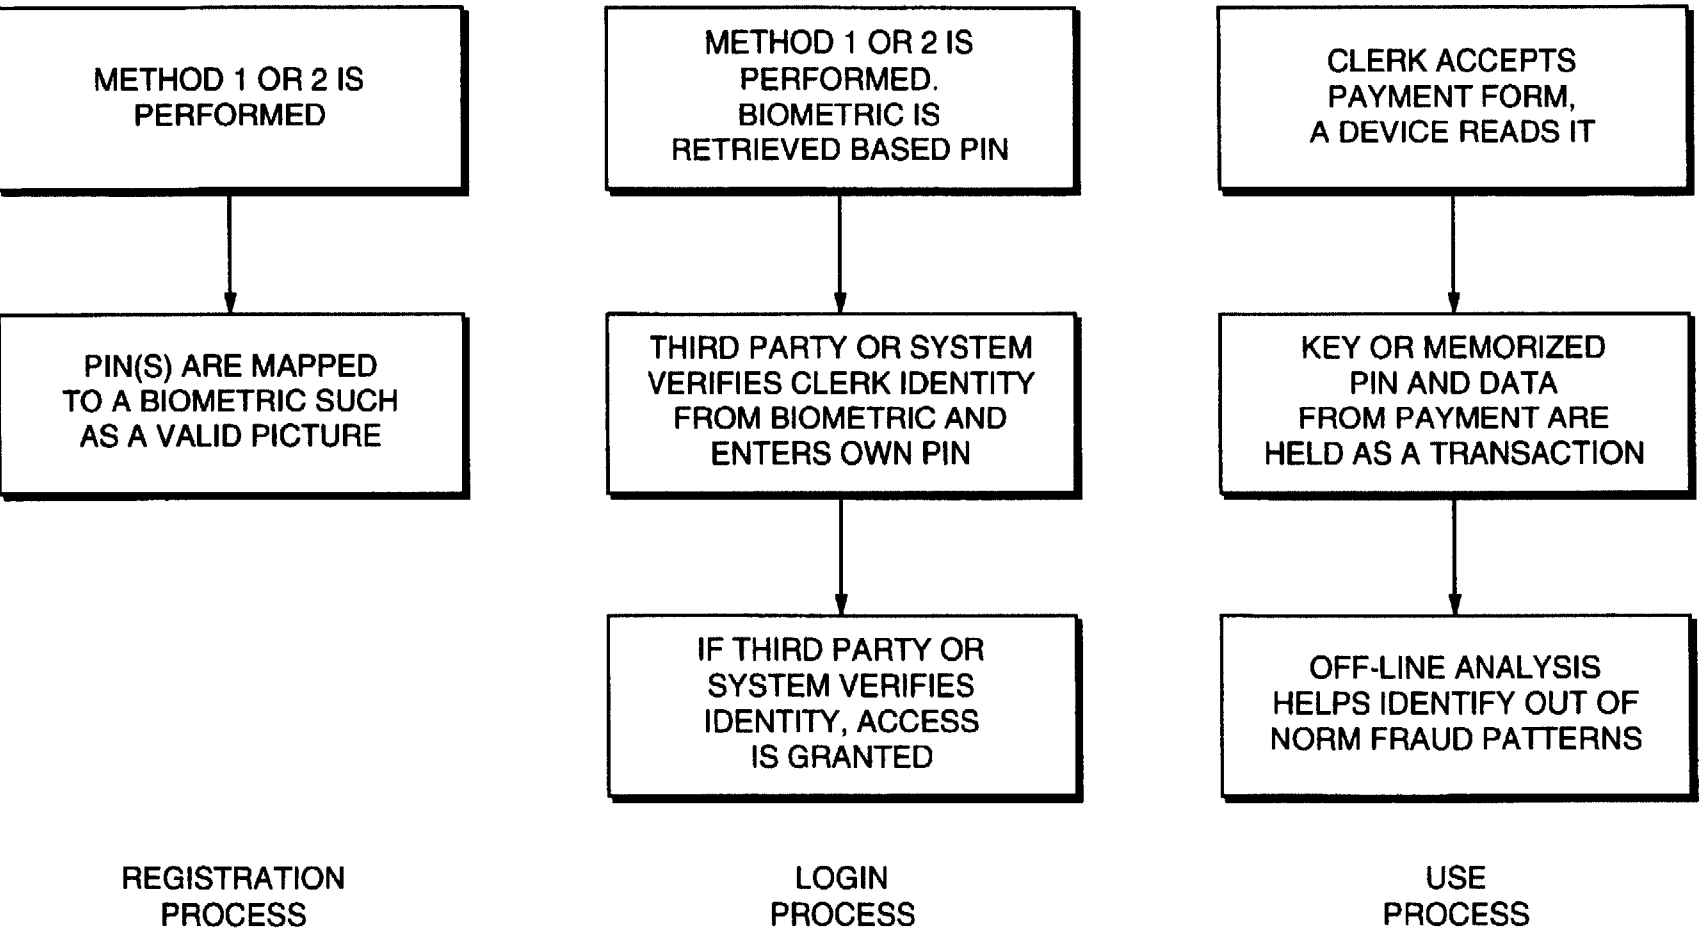 METHOD 1 OR 2 IS
PERFORMED
PIN(S) ARE MAPPED
TO A BIOMETRIC SUCH
AS A VALID PICTURE
REGISTRATION
PROCESS
METHOD 1 OR 2 IS
PERFORMED.
BIOMETRIC IS
RETRIEVED BASED PIN
THIRD PARTY OR SYSTEM
VERIFIES CLERK IDENTITY
FROM BIOMETRIC AND
ENTERS OWN PIN
IF THIRD PARTY OR
SYSTEM VERIFIES
IDENTITY, ACCESS
IS GRANTED
LOGIN
PROCESS
CLERK ACCEPTS
PAYMENT FORM,
A DEVICE READS IT
KEY OR MEMORIZED
PIN AND DATA
FROM PAYMENT ARE
HELD AS A TRANSACTION
OFF-LINE ANALYSIS
HELPS IDENTIFY OUT OF
NORM FRAUD PATTERNS
USE
PROCESS